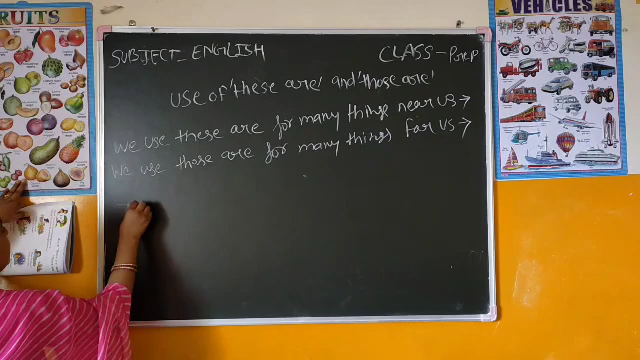 FRUITS
SUBJECT_ENGLISH CLASS-Prep
VEHICLES
USE OF 'these are' and 'those are'
We use these are for many things near us →
We use those are for many things far us →